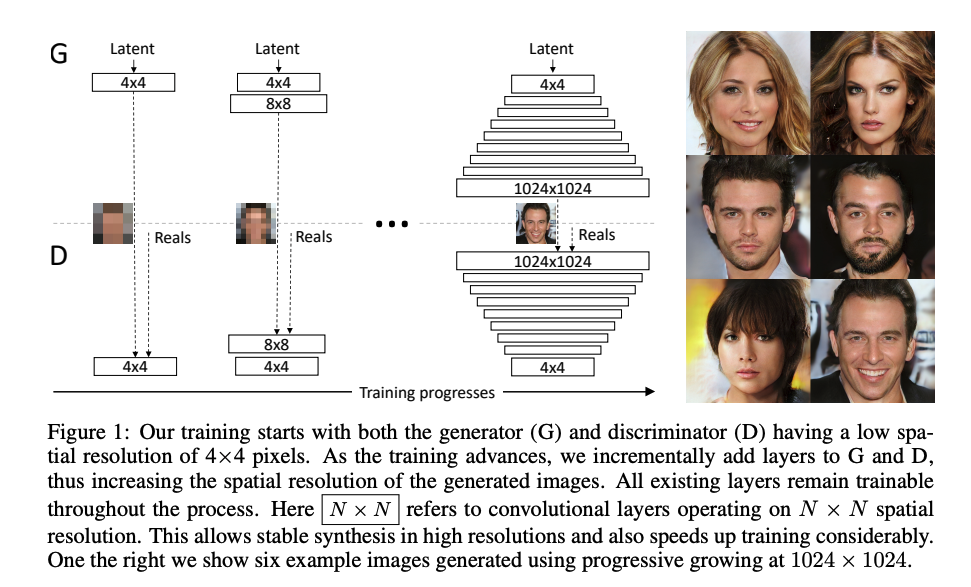 G
Latent
Latent
Latent
4x4
4x4
4x4
8x8
1024x1024
Reals
Reals
Reals
D
1024x1024
8x8
4x4
4x4
4x4
Training progresses
Figure 1: Our training starts with both the generator (G) and discriminator (D) having a low spa-
tial resolution of 4×4 pixels. As the training advances, we incrementally add layers to G and D,
thus increasing the spatial resolution of the generated images. All existing layers remain trainable
throughout the process. Here N × N refers to convolutional layers operating on N × N spatial
resolution. This allows stable synthesis in high resolutions and also speeds up training considerably.
One the right we show six example images generated using progressive growing at 1024 × 1024.